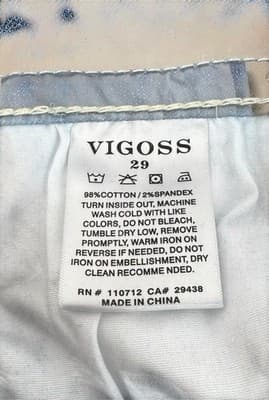 VIGOSS
29
98%COTTON / 2%SPANDEX
TURN INSIDE OUT, MACHINE
WASH COLD WITH LIKE
COLORS, DO NOT BLEACH,
TUMBLE DRY LOW, REMOVE
PROMPTLY, WARM IRON ON
REVERSE IF NEEDED, DO NOT
IRON ON EMBELLISHMENT, DRY
CLEAN RECOMME NDED.
RN # 110712 CA# 29438
MADE IN CHINA